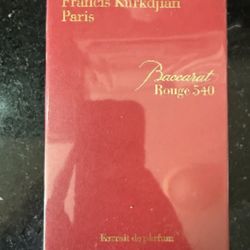 Francis Kurkdjian
Paris
Baccarat
Rouge 540
Extrait de parfum